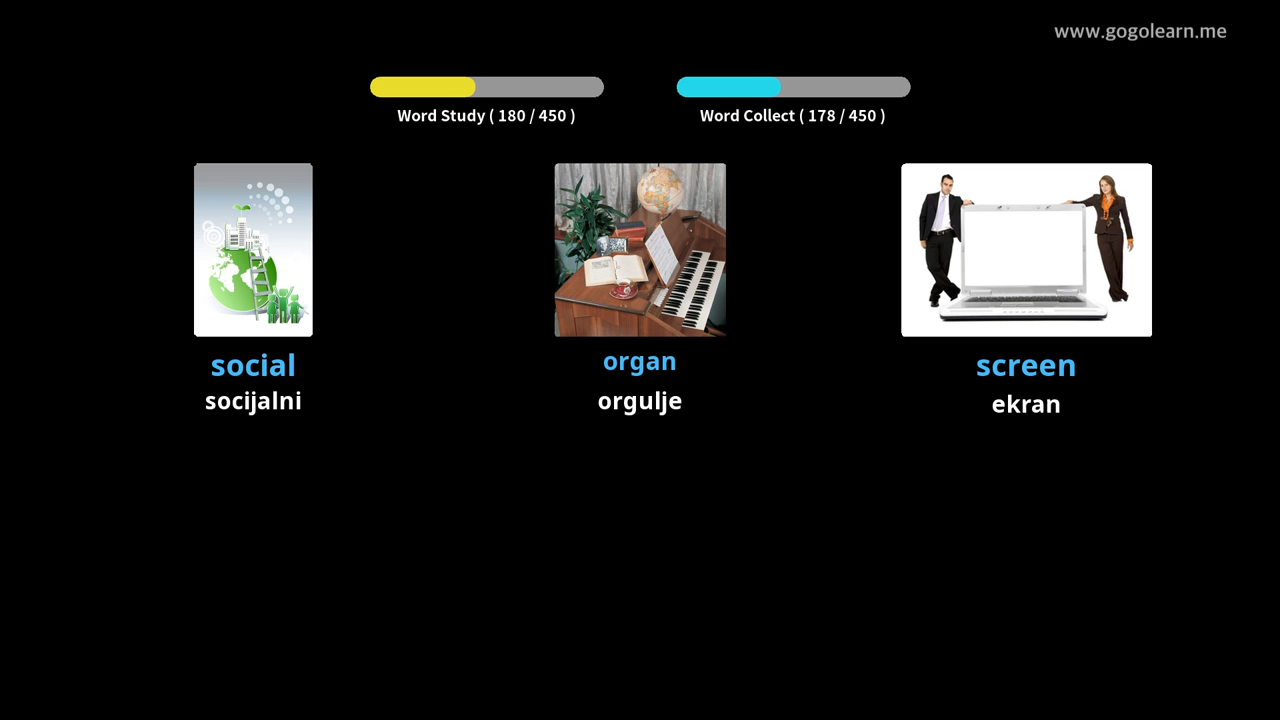 www.gogolearn.me
Word Study ( 180 / 450 )
Word Collect ( 178 / 450 )
social
socijalni
organ
orgulje
screen
ekran